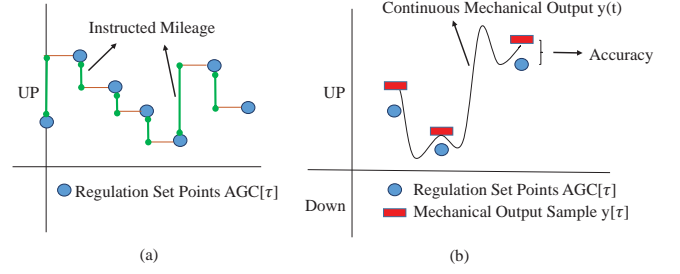 Instructed Mileage
UP
Regulation Set Points AGC[τ]
(a)
Continuous Mechanical Output y(t)
Accuracy
UP
Regulation Set Points AGC[τ]
Down
Mechanical Output Sample y[τ]
(b)